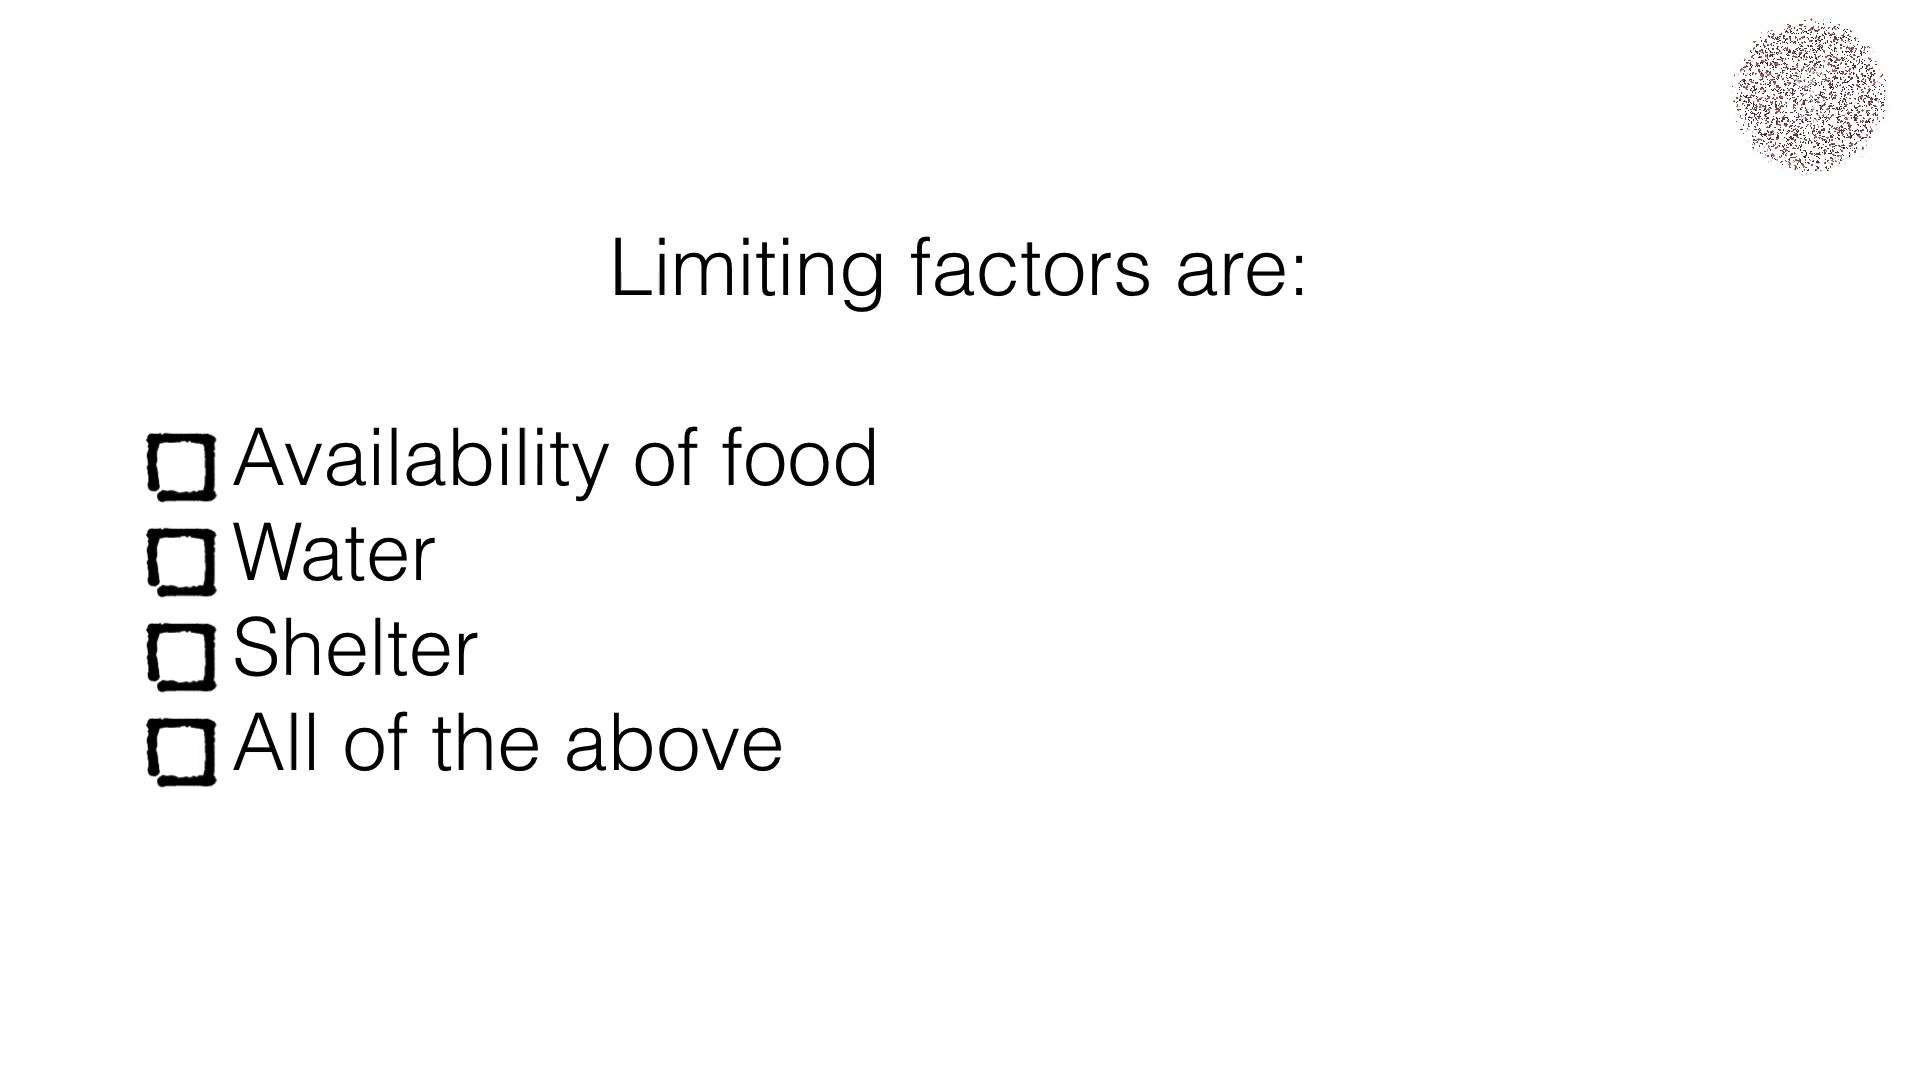 Limiting factors are:
Availability of food
Water
Shelter
All of the above